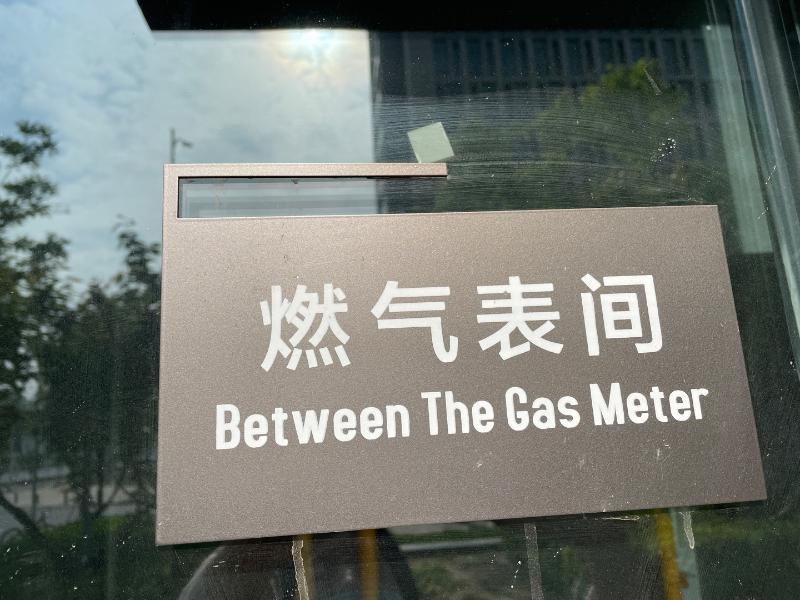 燃气表间
Between The Gas Meter